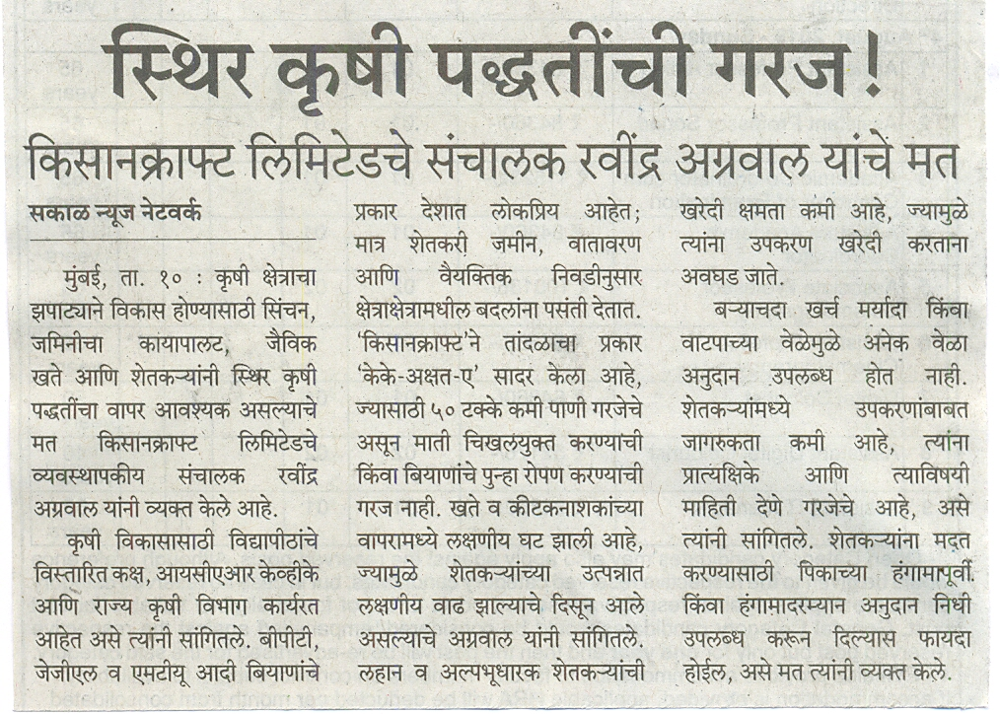 स्थिर कृषी पद्धतींची गरज!
किसानक्राफ्ट लिमिटेडचे संचालक रवींद्र अग्रवाल यांचे मत
सकाळ न्यूज नेटवर्क
मुंबई, ता. १० : कृषी क्षेत्राचा
झपाट्याने विकास होण्यासाठी सिंचन,
जमिनीचा कायापालट, जैविक
खते आणि शेतकऱ्यांनी स्थिर कृषी
पद्धतींचा वापर आवश्यक असल्याचे
मत किसानक्राफ्ट लिमिटेडचे
व्यवस्थापकीय संचालक रवींद्र
अग्रवाल यांनी व्यक्त केले आहे.
कृषी विकासासाठी विद्यापीठांचे
विस्तारित कक्ष, आयसीएआर केव्हीके
आणि राज्य कृषी विभाग कार्यरत
आहेत असे त्यांनी सांगितले. बीपीटी,
जेजीएल व एमटीयू आदी बियाणांचे
प्रकार देशात लोकप्रिय आहेत;
मात्र शेतकरी जमीन, वातावरण
आणि वैयक्तिक निवडीनुसार
क्षेत्राक्षेत्रामधील बदलांना पसंती देतात.
'किसानक्राफ्ट'ने तांदळाचा प्रकार
'केके-अक्षत-ए' सादर केला आहे,
ज्यासाठी ५० टक्के कमी पाणी गरजेचे
असून माती चिखलयुक्त करण्याची
किंवा बियाणांचे पुन्हा रोपण करण्याची
गरज नाही. खते व कीटकनाशकांच्या
वापरामध्ये लक्षणीय घट झाली आहे,
ज्यामुळे शेतकऱ्यांच्या उत्पन्नात
लक्षणीय वाढ झाल्याचे दिसून आले
असल्याचे अग्रवाल यांनी सांगितले.
लहान व अल्पभूधारक शेतकऱ्यांची
खरेदी क्षमता कमी आहे, ज्यामुळे
त्यांना उपकरण खरेदी करताना
अवघड जाते.
बऱ्याचदा खर्च मर्यादा किंवा
वाटपाच्या वेळेमुळे अनेक वेळा
अनुदान उपलब्ध होत नाही.
शेतकऱ्यांमध्ये उपकरणांबाबत
जागरुकता कमी आहे, त्यांना
प्रात्यक्षिके आणि त्याविषयी
माहिती देणे गरजेचे आहे, असे
त्यांनी सांगितले. शेतकऱ्यांना मदत
करण्यासाठी पिकाच्या हंगामापूर्वी
किंवा हंगामादरम्यान अनुदान निधी
उपलब्ध करून दिल्यास फायदा
होईल, असे मत त्यांनी व्यक्त केले.